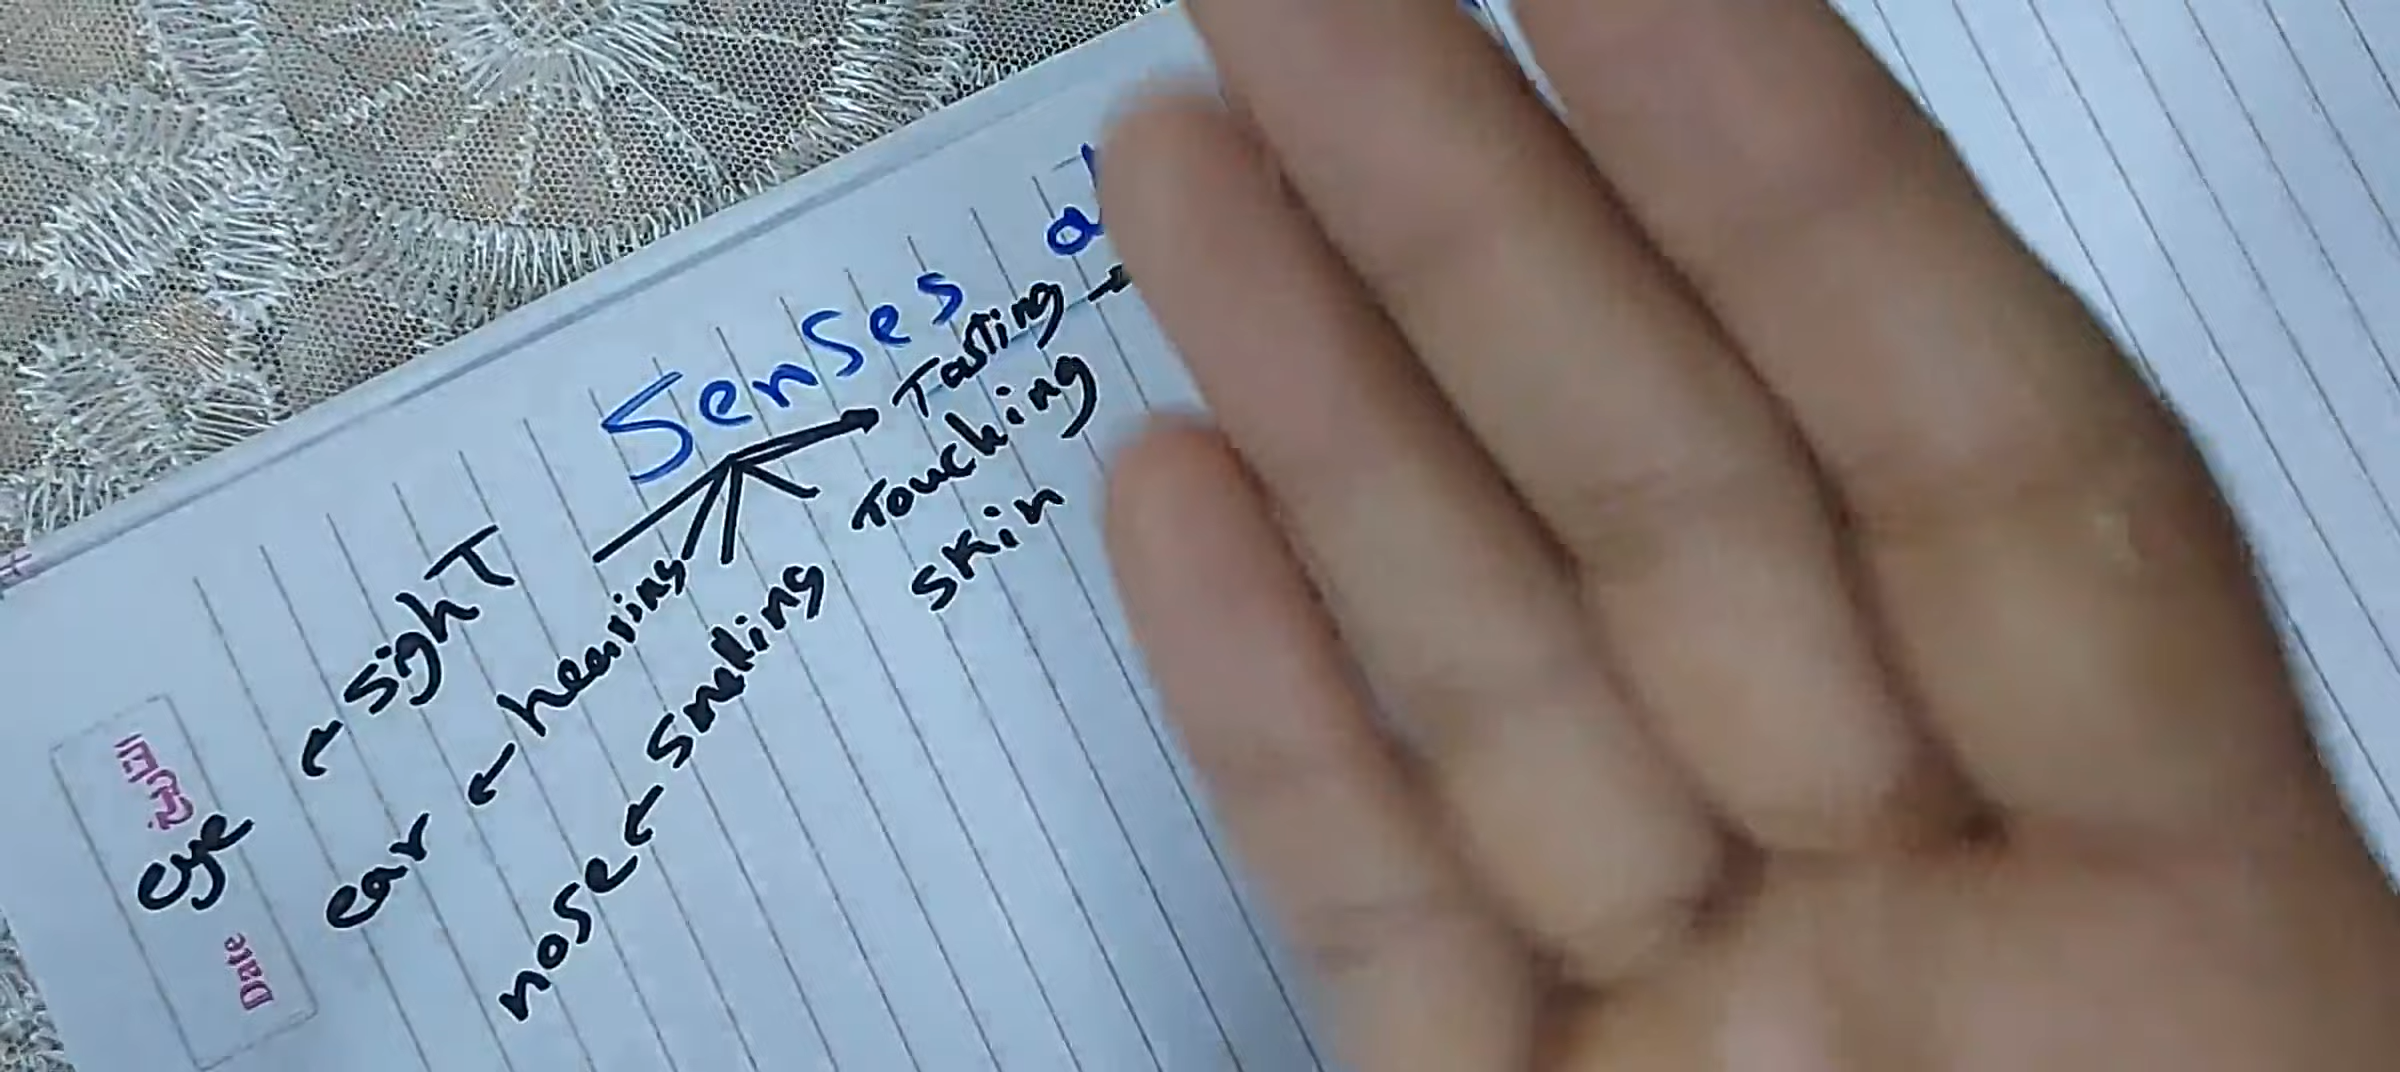 Senses
Tasting
Touching
skin
sighT
hearing
smelling
eye
ear
nose
التاريخ
Date